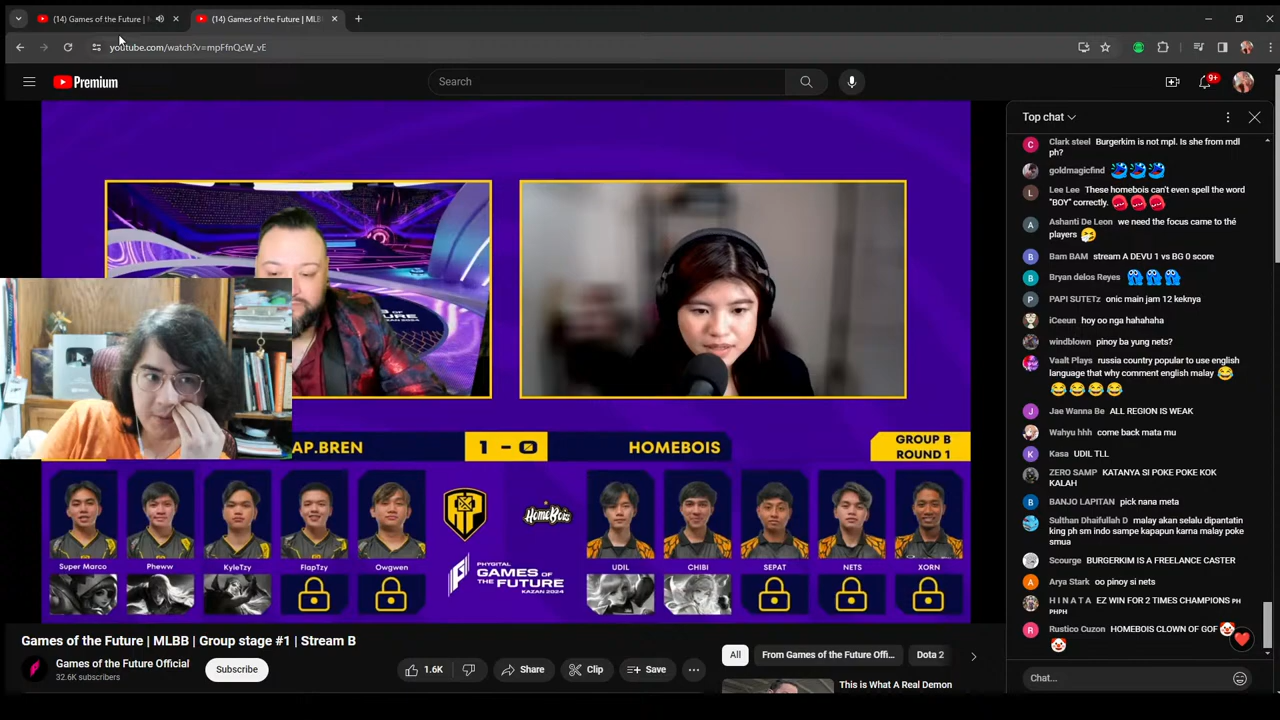 (14) Games of the Future |
(14) Games of the Future | MLB
youtube.com/watch?v=mpFfnQcW_vE
Premium
Search
9+
Top chat
Clark steel Burgerkim is not mpl. Is she from mdl
ph?
goldmagicfind
Lee Lee These homebois can't even spell the word
"BOY" correctly.
Ashanti De Leon we need the focus came to thé
players
Bam BAM stream A DEVU 1 vs BG 0 score
Bryan delos Reyes
PAPI SUTETz onic main jam 12 keknya
iCeeun hoy oo nga hahahaha
windblown pinoy ba yung nets?
Vaalt Plays russia country popular to use english
language that why comment english malay
Jae Wanna Be ALL REGION IS WEAK
Wahyu hhh come back mata mu
Kasa UDIL TLL
ZERO SAMP KATANYA SI POKE POKE KOK
KALAH
BANJO LAPITAN pick nana meta
Sulthan Dhaifullah D malay akan selalu dipantatin
king ph sm indo sampe kapapun karna malay poke
smua
Scourge BURGERKIM IS A FREELANCE CASTER
Arya Stark oo pinoy si nets
H I N A T A EZ WIN FOR 2 TIMES CHAMPIONS PH
PHPH
Rustico Cuzon HOMEBOIS CLOWN OF GOF
Chat...
OF
FUTURE
KAZAN 2024
AP.BREN
1 - 0
HOMEBOIS
GROUP B
ROUND 1
Super Marco
Pheww
KyleTzy
FlapTzy
Owgwen
HomeBois
PHYGITAL
GAMES OF
THE FUTURE
KAZAN 2024
UDIL
CHIBI
SEPAT
NETS
XORN
Games of the Future | MLBB | Group stage #1 | Stream B
Games of the Future Official
32.6K subscribers
Subscribe
1.6K
Share
Clip
Save
All
From Games of the Future Offi...
Dota 2
This is What A Real Demon